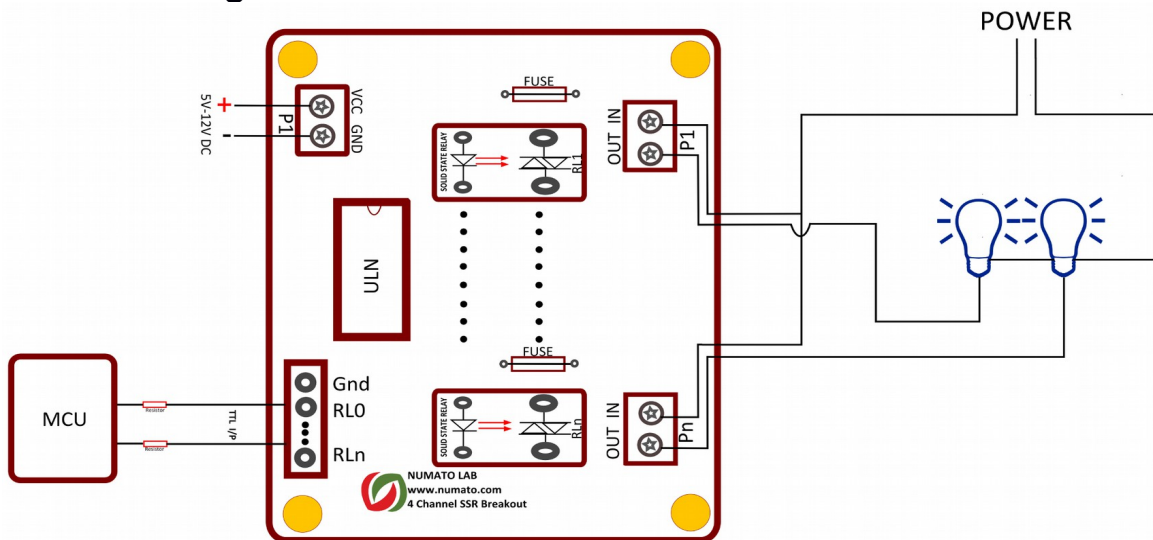 POWER
FUSE
5V-12V DC
+
-
P1
VCC
GND
SOLID STATE RELAY
RL1
OUT IN
P1
ULN
FUSE
MCU
Resistor
Resistor
TTL I/P
Gnd
RL0
RLn
SOLID STATE RELAY
RLn
OUT IN
Pn
NUMATO LAB
www.numato.com
4 Channel SSR Breakout